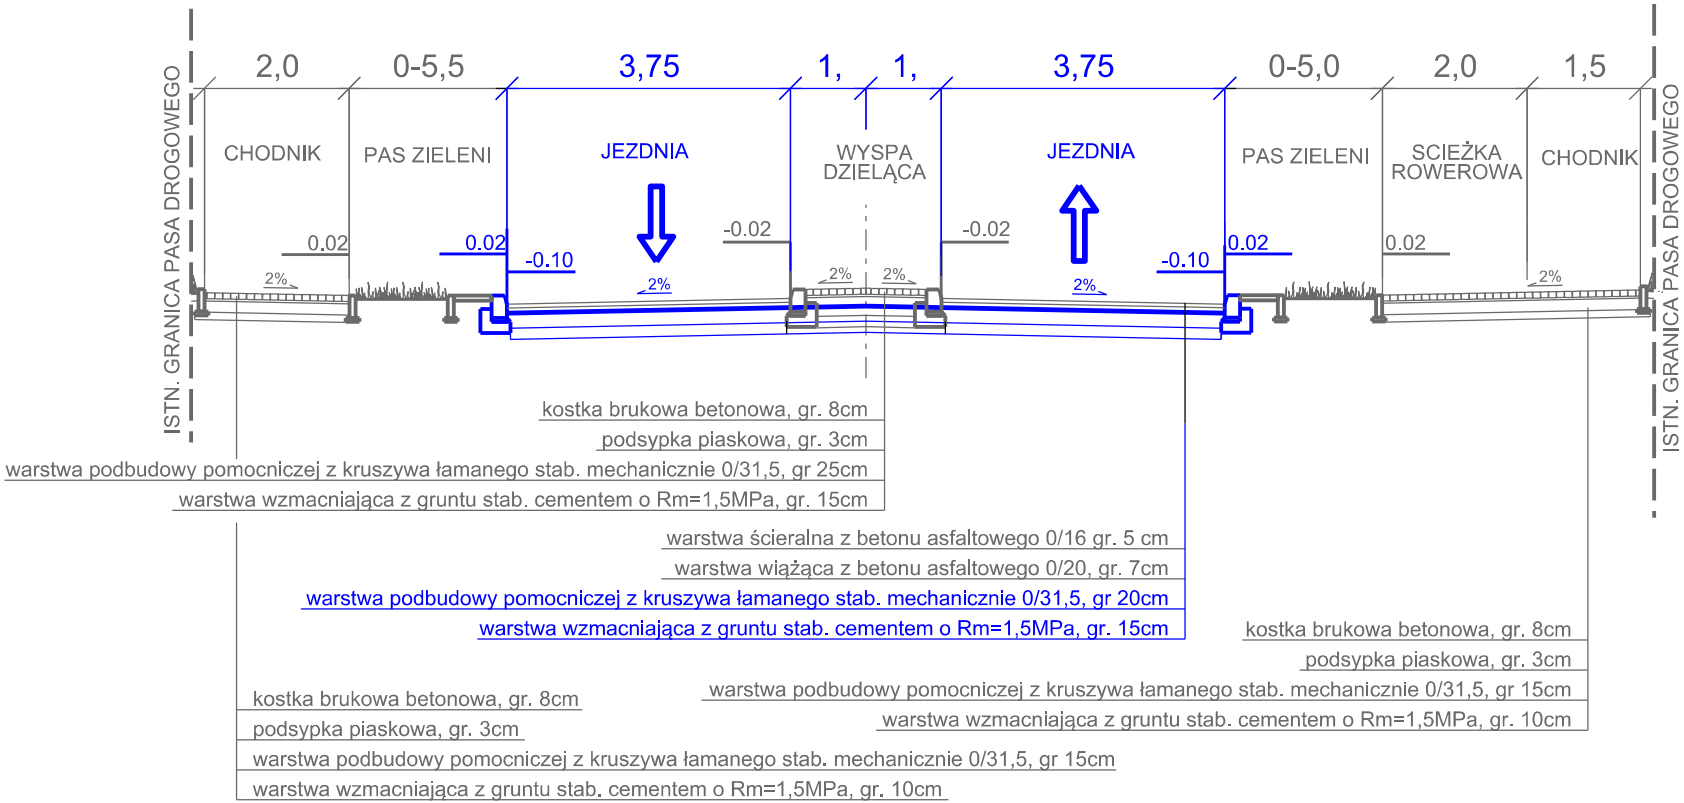 2,0 0-5,5 3,75 1, 1, 3,75 0-5,0 2,0 1,5
ISTN. GRANICA PASA DROGOWEGO
CHODNIK
PAS ZIELENI
JEZDNIA
WYSPA
DZIELĄCA
JEZDNIA
PAS ZIELENI
SCIEŻKA
ROWEROWA
CHODNIK
ISTN. GRANICA PASA DROGOWEGO
0.02 0.02 -0.10 -0.02 -0.02 -0.10 0.02 0.02
2% 2% 2% 2% 2% 2%
kostka brukowa betonowa, gr. 8cm
podsypka piaskowa, gr. 3cm
warstwa podbudowy pomocniczej z kruszywa łamanego stab. mechanicznie 0/31,5, gr 25cm
warstwa wzmacniająca z gruntu stab. cementem o Rm=1,5MPa, gr. 15cm
warstwa ścieralna z betonu asfaltowego 0/16 gr. 5 cm
warstwa wiążąca z betonu asfaltowego 0/20, gr. 7cm
warstwa podbudowy pomocniczej z kruszywa łamanego stab. mechanicznie 0/31,5, gr 20cm
warstwa wzmacniająca z gruntu stab. cementem o Rm=1,5MPa, gr. 15cm
kostka brukowa betonowa, gr. 8cm
podsypka piaskowa, gr. 3cm
warstwa podbudowy pomocniczej z kruszywa łamanego stab. mechanicznie 0/31,5, gr 15cm
warstwa wzmacniająca z gruntu stab. cementem o Rm=1,5MPa, gr. 10cm
kostka brukowa betonowa, gr. 8cm
podsypka piaskowa, gr. 3cm
warstwa podbudowy pomocniczej z kruszywa łamanego stab. mechanicznie 0/31,5, gr 15cm
warstwa wzmacniająca z gruntu stab. cementem o Rm=1,5MPa, gr. 10cm